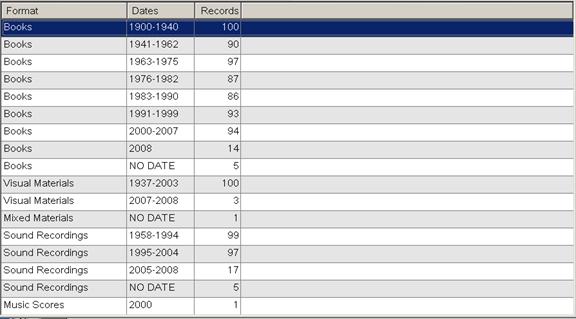 Format Dates Records
Books 1900-1940 100
Books 1941-1962 90
Books 1963-1975 97
Books 1976-1982 87
Books 1983-1990 86
Books 1991-1999 93
Books 2000-2007 94
Books 2008 14
Books NO DATE 5
Visual Materials 1937-2003 100
Visual Materials 2007-2008 3
Mixed Materials NO DATE 1
Sound Recordings 1958-1994 99
Sound Recordings 1995-2004 97
Sound Recordings 2005-2008 17
Sound Recordings NO DATE 5
Music Scores 2000 1